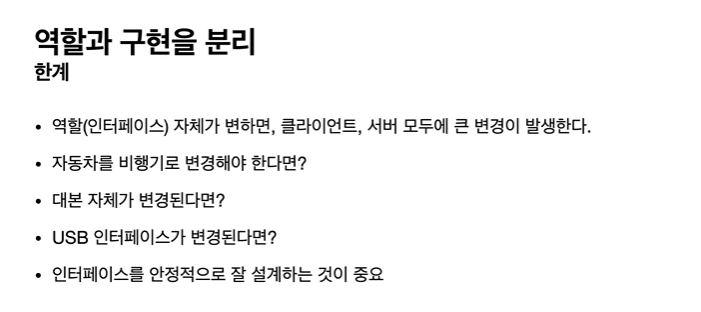 역할과 구현을 분리
한계
• 역할(인터페이스) 자체가 변하면, 클라이언트, 서버 모두에 큰 변경이 발생한다.
• 자동차를 비행기로 변경해야 한다면?
• 대본 자체가 변경된다면?
• USB 인터페이스가 변경된다면?
• 인터페이스를 안정적으로 잘 설계하는 것이 중요